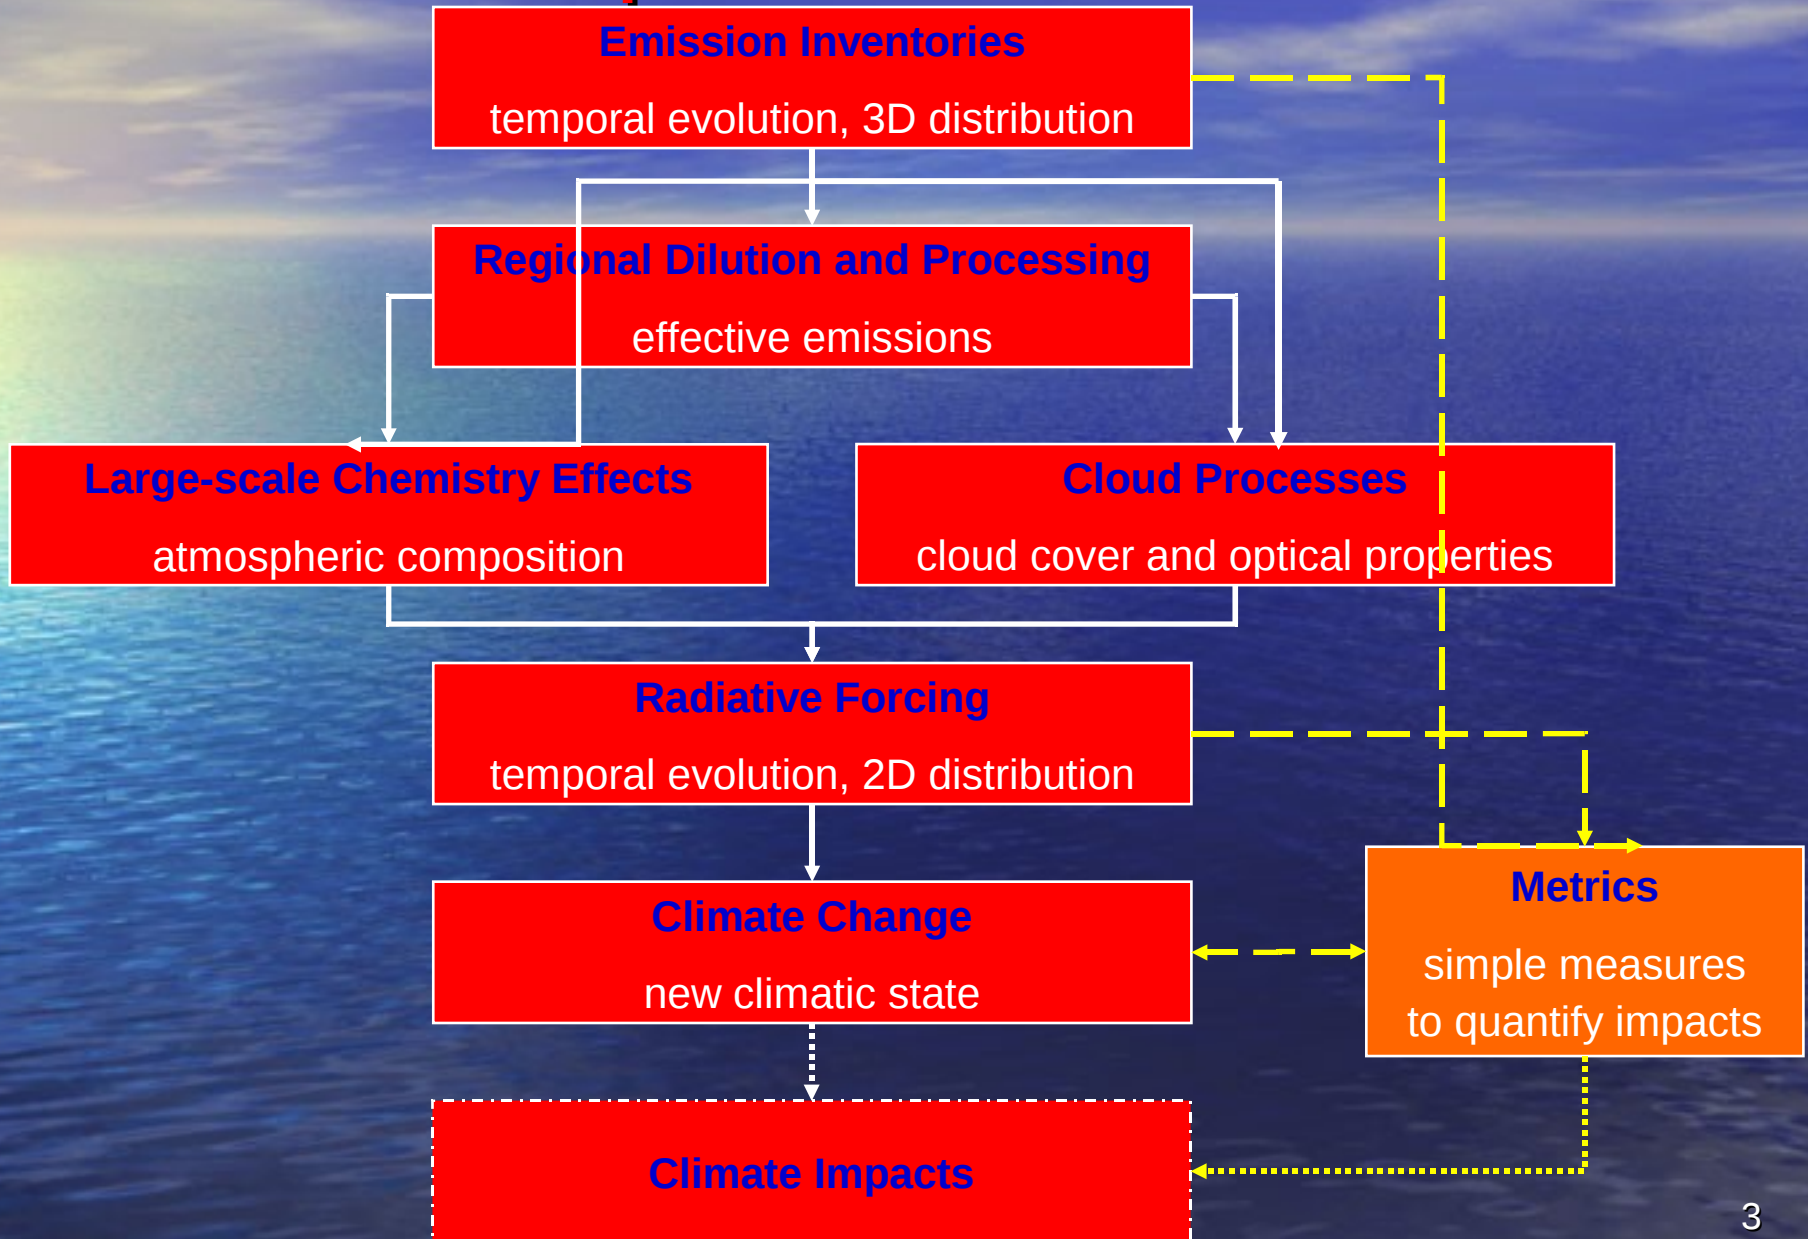 Emission Inventories
temporal evolution, 3D distribution
Regional Dilution and Processing
effective emissions
Large-scale Chemistry Effects
atmospheric composition
Cloud Processes
cloud cover and optical properties
Radiative Forcing
temporal evolution, 2D distribution
Climate Change
new climatic state
Metrics
simple measures
to quantify impacts
Climate Impacts
3